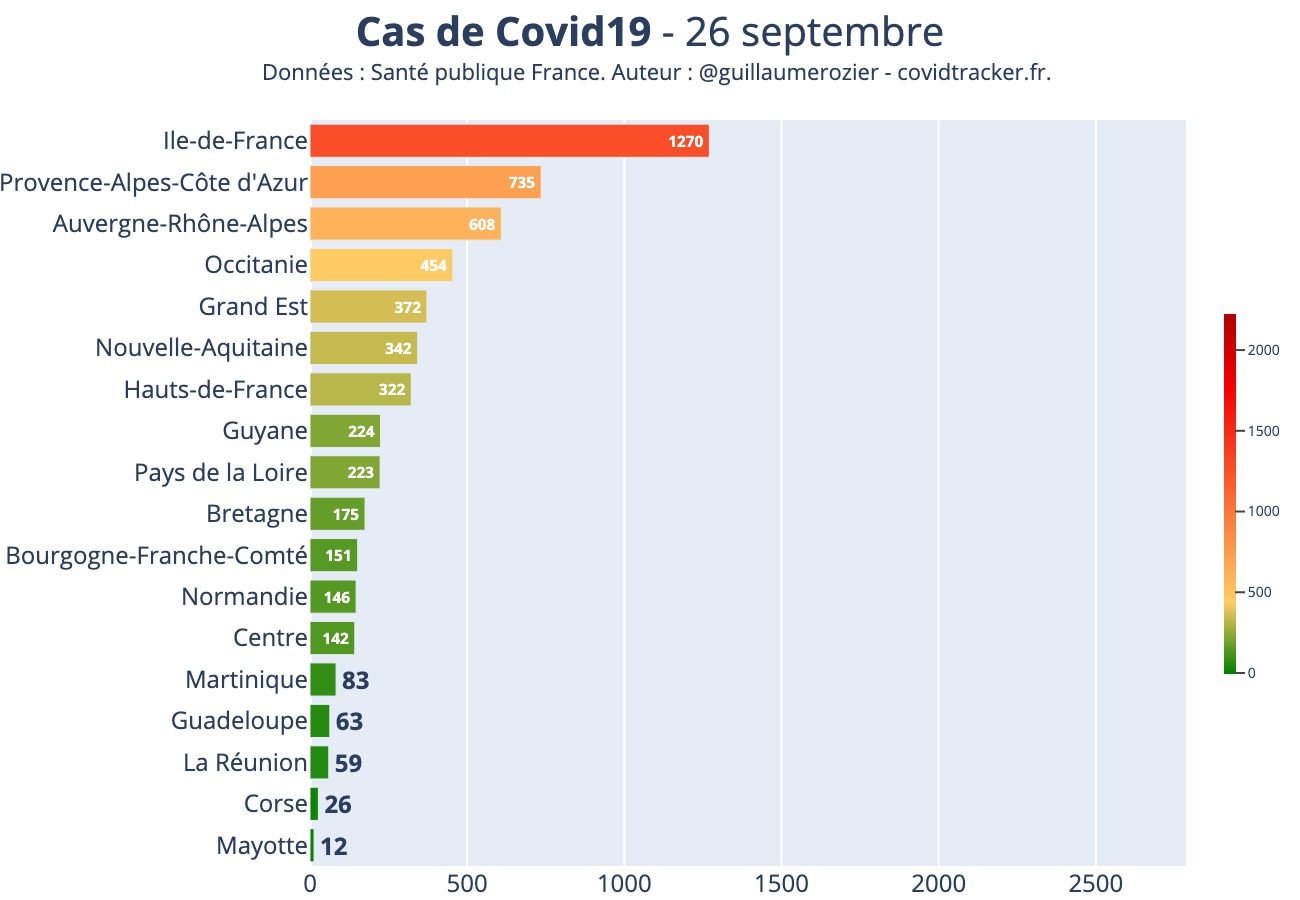 Cas de Covid19 - 26 septembre
Données : Santé publique France. Auteur : @guillaumerozier - covidtracker.fr.
Ile-de-France 1270
Provence-Alpes-Côte d'Azur 735
Auvergne-Rhône-Alpes 608
Occitanie 454
Grand Est 372
Nouvelle-Aquitaine 342
Hauts-de-France 322
Guyane 224
Pays de la Loire 223
Bretagne 175
Bourgogne-Franche-Comté 151
Normandie 146
Centre 142
Martinique 83
Guadeloupe 63
La Réunion 59
Corse 26
Mayotte 12
0 500 1000 1500 2000 2500
2000
1500
1000
500
0